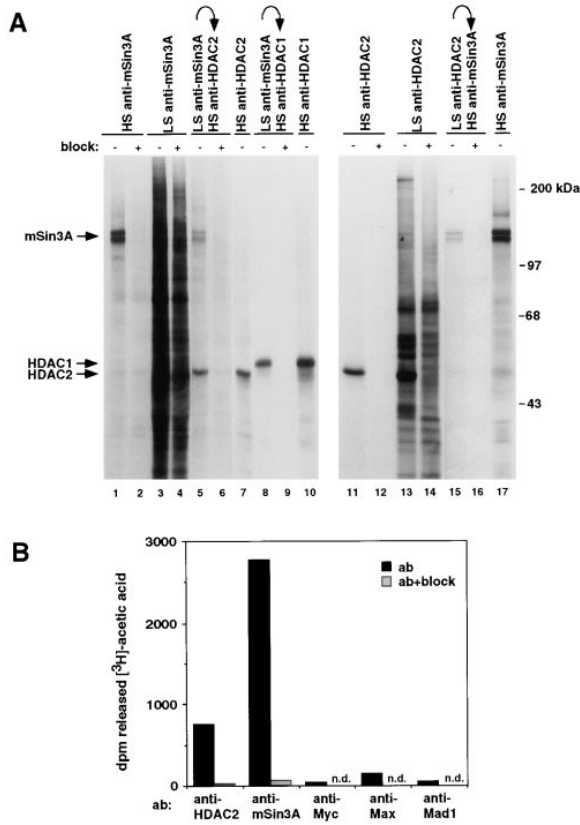 A
HS anti-mSin3A
LS anti-mSin3A
LS anti-mSin3A
HS anti-HDAC2
HS anti-HDAC2
LS anti-mSin3A
HS anti-HDAC1
HS anti-HDAC1
HS anti-HDAC2
LS anti-HDAC2
LS anti-HDAC2
HS anti-mSin3A
HS anti-mSin3A
block: - + - + - + - - + - - + - + - + -
mSin3A
HDAC1
HDAC2
- 200 kDa
-97
-68
-43
1 2 3 4 5 6 7 8 9 10 11 12 13 14 15 16 17
B
dpm released [3H]-acetic acid
3000
2000
1000
0
ab
ab+block
n.d. n.d. n.d.
ab: anti-HDAC2 anti-mSin3A anti-Myc anti-Max anti-Mad1